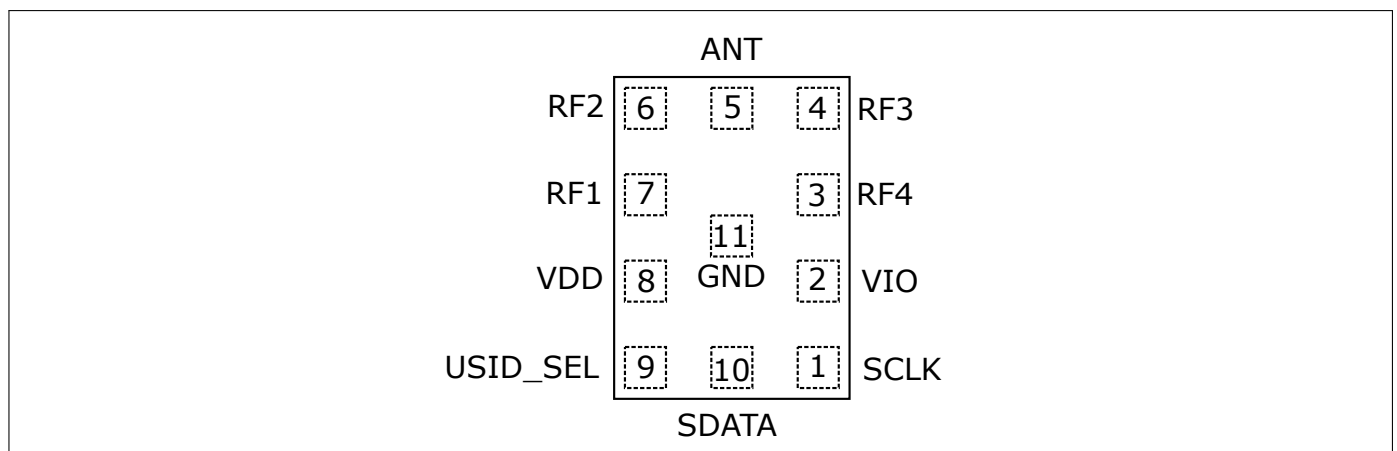 ANT
RF2 6 5 4 RF3
RF1 7 3 RF4
11
VDD 8 GND 2 VIO
USID_SEL 9 10 1 SCLK
SDATA